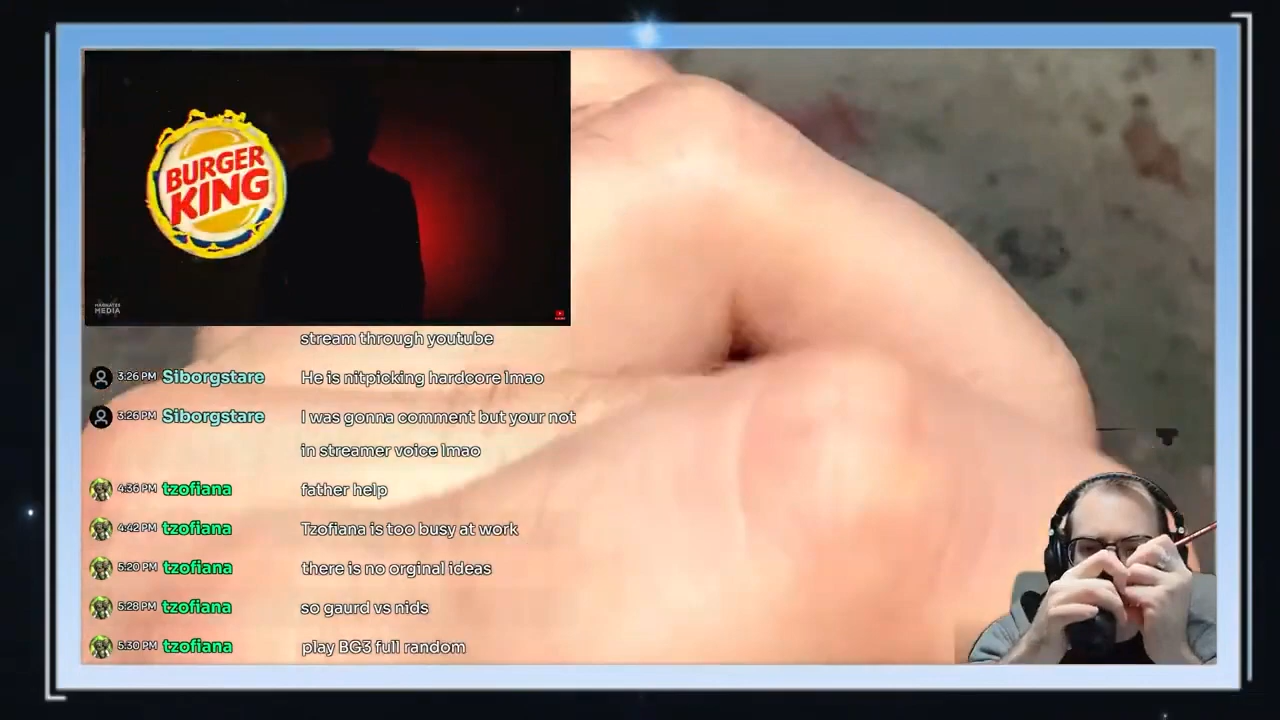 BURGER
KING
MAGNATES
MEDIA
stream through youtube
3:26 PM Siborgstare He is nitpicking hardcore lmao
3:26 PM Siborgstare I was gonna comment but your not
in streamer voice lmao
4:36 PM tzofiana father help
4:42 PM tzofiana Tzofiana is too busy at work
5:20 PM tzofiana there is no orginal ideas
5:28 PM tzofiana so gaurd vs nids
5:30 PM tzofiana play BG3 full random